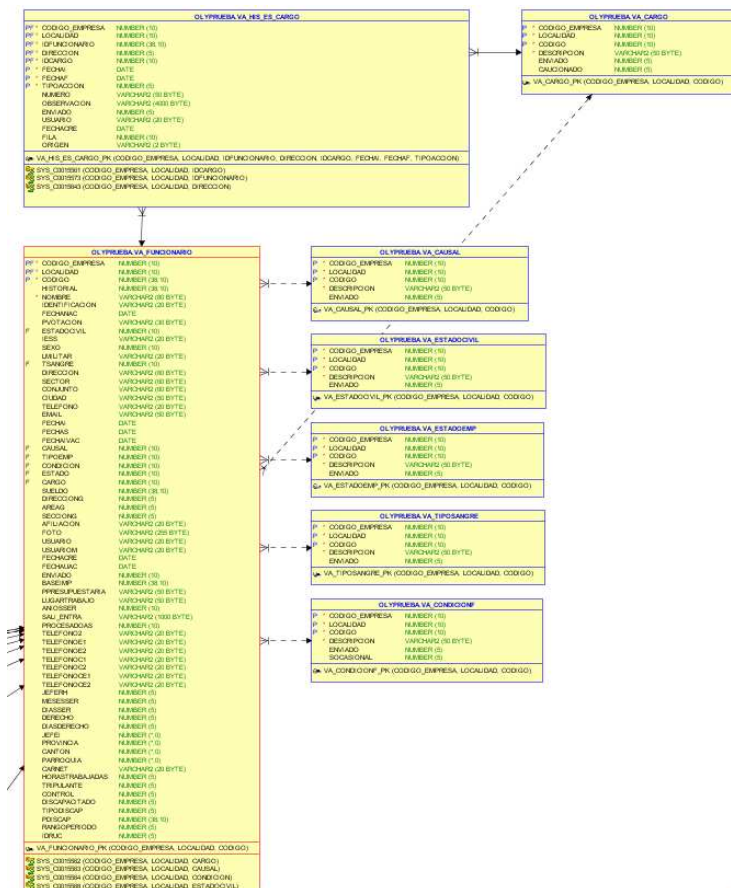 OLYPRUEBA.VA_HIS_ES_CARGO
PF* CODIGO_EMPRESA NUMBER (10)
PF* LOCALIDAD NUMBER (10)
PF* IDFUNCIONARIO NUMBER (38,10)
PF* DIRECCION NUMBER (5)
PF* IDCARGO NUMBER (10)
P * FECHAI DATE
P * FECHAF DATE
P * TIPOACCION NUMBER (5)
NUMERO VARCHAR2 (50 BYTE)
OBSERVACION VARCHAR2 (4000 BYTE)
ENVIADO NUMBER (5)
USUARIO VARCHAR2 (20 BYTE)
FECHACRE DATE
FILA NUMBER (10)
ORIGEN VARCHAR2 (2 BYTE)
VA_HIS_ES_CARGO_PK (CODIGO_EMPRESA, LOCALIDAD, IDFUNCIONARIO, DIRECCION, IDCARGO, FECHAI, FECHAF, TIPOACCION)
(CODIGO_EMPRESA, LOCALIDAD, IDCARGO)
(CODIGO_EMPRESA, LOCALIDAD, IDFUNCIONARIO)
(CODIGO_EMPRESA, LOCALIDAD, DIRECCION)
OLYPRUEBA.VA_CARGO
P * CODIGO_EMPRESA NUMBER (10)
P * LOCALIDAD NUMBER (10)
P * CODIGO NUMBER (10)
* DESCRIPCION VARCHAR2 (50 BYTE)
ENVIADO NUMBER (5)
CAUCIONADO NUMBER (5)
VA_CARGO_PK (CODIGO_EMPRESA, LOCALIDAD, CODIGO)
OLYPRUEBA.VA_FUNCIONARIO
PF* CODIGO_EMPRESA NUMBER (10)
PF* LOCALIDAD NUMBER (10)
P * CODIGO NUMBER (38,10)
HISTORIAL NUMBER (38,10)
* NOMBRE VARCHAR2 (80 BYTE)
IDENTIFICACION VARCHAR2 (20 BYTE)
FECHANAC DATE
PVOTACION VARCHAR2 (30 BYTE)
F ESTADOCIVIL NUMBER (10)
IESS VARCHAR2 (20 BYTE)
SEXO NUMBER (10)
LMILITAR VARCHAR2 (20 BYTE)
F TSANGRE NUMBER (10)
DIRECCION VARCHAR2 (60 BYTE)
SECTOR VARCHAR2 (60 BYTE)
CONJUNTO VARCHAR2 (60 BYTE)
CIUDAD VARCHAR2 (50 BYTE)
TELEFONO VARCHAR2 (20 BYTE)
EMAIL VARCHAR2 (50 BYTE)
FECHAI DATE
FECHAS DATE
FECHAIVAC DATE
F CAUSAL NUMBER (10)
F TIPOEMP NUMBER (10)
F CONDICION NUMBER (10)
F ESTADO NUMBER (10)
F CARGO NUMBER (10)
SUELDO NUMBER (38,10)
DIRECCIONG NUMBER (5)
AREAG NUMBER (5)
SECCIONG NUMBER (5)
AFILIACION VARCHAR2 (20 BYTE)
FOTO VARCHAR2 (255 BYTE)
USUARIO VARCHAR2 (20 BYTE)
USUARIOM VARCHAR2 (20 BYTE)
FECHACRE DATE
FECHAUAC DATE
ENVIADO NUMBER (10)
BASEIMP NUMBER (38,10)
PPRESUPUESTARIA VARCHAR2 (50 BYTE)
LUGARTRABAJO VARCHAR2 (50 BYTE)
ANIOSSER NUMBER (10)
SALI_ENTRA VARCHAR2 (1000 BYTE)
PROCESADOAS NUMBER (5)
TELEFONO2 VARCHAR2 (20 BYTE)
TELEFONOE1 VARCHAR2 (20 BYTE)
TELEFONOE2 VARCHAR2 (20 BYTE)
TELEFONOC1 VARCHAR2 (20 BYTE)
TELEFONOC2 VARCHAR2 (20 BYTE)
TELEFONOCE1 VARCHAR2 (20 BYTE)
TELEFONOCE2 VARCHAR2 (20 BYTE)
JEFERH NUMBER (5)
MESESSER NUMBER (5)
DIASSER NUMBER (5)
DERECHO NUMBER (5)
DIASDERECHO NUMBER (5)
JEFEI NUMBER (*,0)
PROVINCIA NUMBER (*,0)
CANTON NUMBER (*,0)
PARROQUIA NUMBER (*,0)
CARNET VARCHAR2 (20 BYTE)
HORASTRABAJADAS NUMBER (5)
TRIPULANTE NUMBER (5)
CONTROL NUMBER (5)
DISCAPACITADO NUMBER (5)
TIPODISCAP NUMBER (5)
PDISCAP NUMBER (38,10)
RANGOPERIODO NUMBER (5)
IDRUC NUMBER (5)
VA_FUNCIONARIO_PK (CODIGO_EMPRESA, LOCALIDAD, CODIGO)
(CODIGO_EMPRESA, LOCALIDAD, CARGO)
(CODIGO_EMPRESA, LOCALIDAD, CAUSAL)
(CODIGO_EMPRESA, LOCALIDAD, CONDICION)
(CODIGO_EMPRESA, LOCALIDAD, ESTADOCIVIL)
OLYPRUEBA.VA_CAUSAL
P * CODIGO_EMPRESA NUMBER (10)
P * LOCALIDAD NUMBER (10)
P * CODIGO NUMBER (10)
* DESCRIPCION VARCHAR2 (50 BYTE)
ENVIADO NUMBER (5)
VA_CAUSAL_PK (CODIGO_EMPRESA, LOCALIDAD, CODIGO)
OLYPRUEBA.VA_ESTADOCIVIL
P * CODIGO_EMPRESA NUMBER (10)
P * LOCALIDAD NUMBER (10)
P * CODIGO NUMBER (10)
* DESCRIPCION VARCHAR2 (50 BYTE)
ENVIADO NUMBER (5)
VA_ESTADOCIVIL_PK (CODIGO_EMPRESA, LOCALIDAD, CODIGO)
OLYPRUEBA.VA_ESTADOEMP
P * CODIGO_EMPRESA NUMBER (10)
P * LOCALIDAD NUMBER (10)
P * CODIGO NUMBER (10)
* DESCRIPCION VARCHAR2 (50 BYTE)
ENVIADO NUMBER (5)
VA_ESTADOEMP_PK (CODIGO_EMPRESA, LOCALIDAD, CODIGO)
OLYPRUEBA.VA_TIPOSANGRE
P * CODIGO_EMPRESA NUMBER (10)
P * LOCALIDAD NUMBER (10)
P * CODIGO NUMBER (10)
* DESCRIPCION VARCHAR2 (50 BYTE)
ENVIADO NUMBER (5)
VA_TIPOSANGRE_PK (CODIGO_EMPRESA, LOCALIDAD, CODIGO)
OLYPRUEBA.VA_CONDICIONF
P * CODIGO_EMPRESA NUMBER (10)
P * LOCALIDAD NUMBER (10)
P * CODIGO NUMBER (10)
* DESCRIPCION VARCHAR2 (50 BYTE)
ENVIADO NUMBER (5)
SOCASIONAL NUMBER (5)
VA_CONDICIONF_PK (CODIGO_EMPRESA, LOCALIDAD, CODIGO)